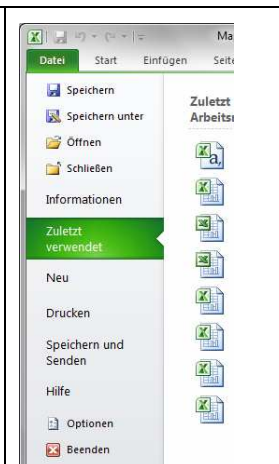 Ma
Datei Start Einfügen Seite
Speichern
Speichern unter
Öffnen
Schließen
Informationen
Zuletzt
verwendet
Neu
Drucken
Speichern und
Senden
Hilfe
Optionen
Beenden
Zuletzt
Arbeitsm
a,